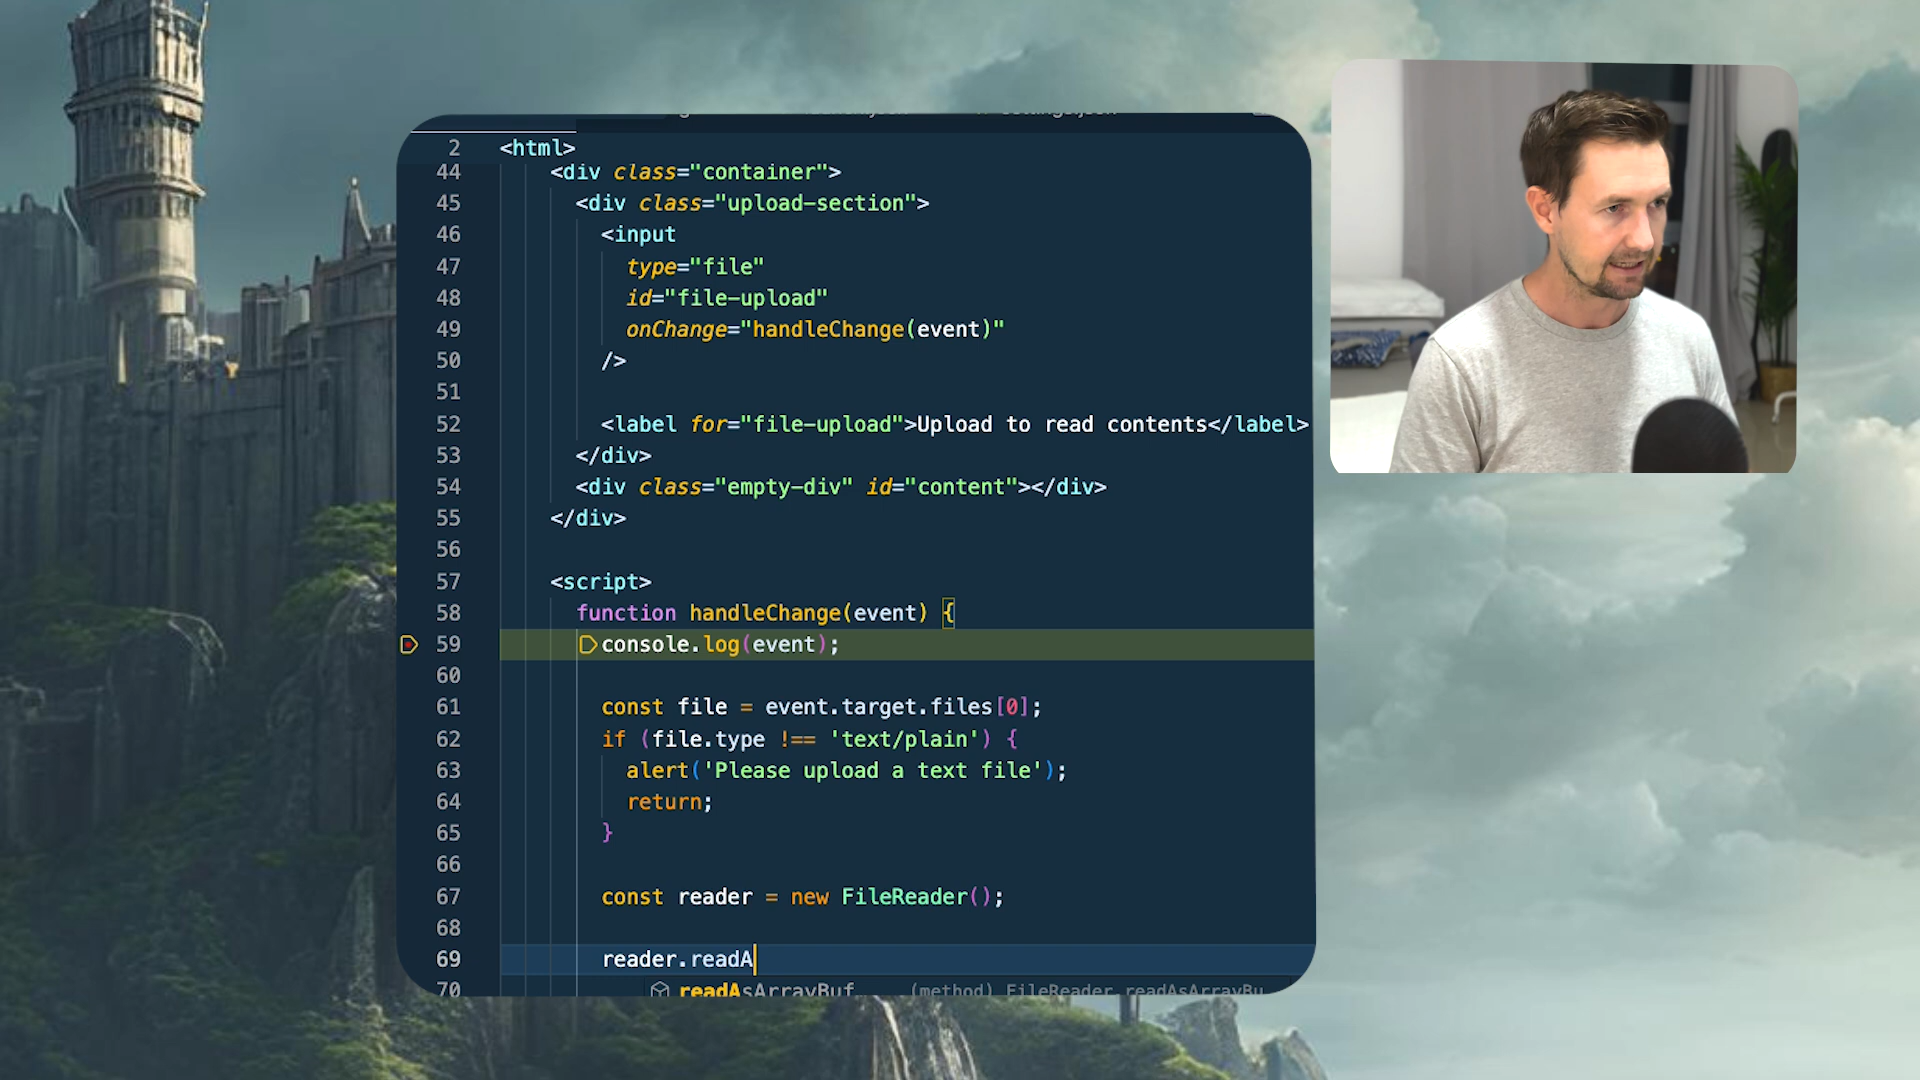 2 <html>
44 <div class="container">
45 <div class="upload-section">
46 <input
47 type="file"
48 id="file-upload"
49 onChange="handleChange(event)"
50 />
51
52 <label for="file-upload">Upload to read contents</label>
53 </div>
54 <div class="empty-div" id="content"></div>
55 </div>
56
57 <script>
58 function handleChange(event) {
59 console.log(event);
60
61 const file = event.target.files[0];
62 if (file.type !== 'text/plain') {
63 alert('Please upload a text file');
64 return;
65 }
66
67 const reader = new FileReader();
68
69 reader.readA
70 readAsArrayBuf… (method) FileReader.readAsArrayBu